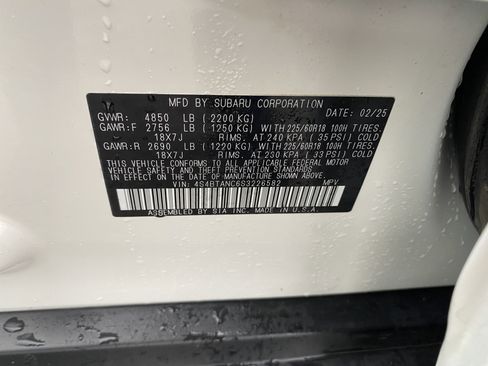 MFD BY SUBARU CORPORATION
DATE: 02/25
GVWR: 4850 LB (2200 KG)
GAWR:F 2756 LB (1250 KG) WITH 225/60R18 100H TIRES.
18X7J RIMS. AT 240 KPA (35 PSI) COLD
GAWR:R 2690 LB (1220 KG) WITH 225/60R18 100H TIRES.
18X7J RIMS. AT 230 KPA (33 PSI) COLD
THIS VEHICLE CONFORMS TO ALL APPLICABLE FEDERAL MOTOR
VEHICLE SAFETY AND THEFT PREVENTION STANDARDS
IN EFFECT ON THE DATE OF MANUFACTURE SHOWN ABOVE.
VIN: 4S4BTANC6S3226582 MPV
ASSEMBLED BY SIA INC. MADE IN U.S.A.